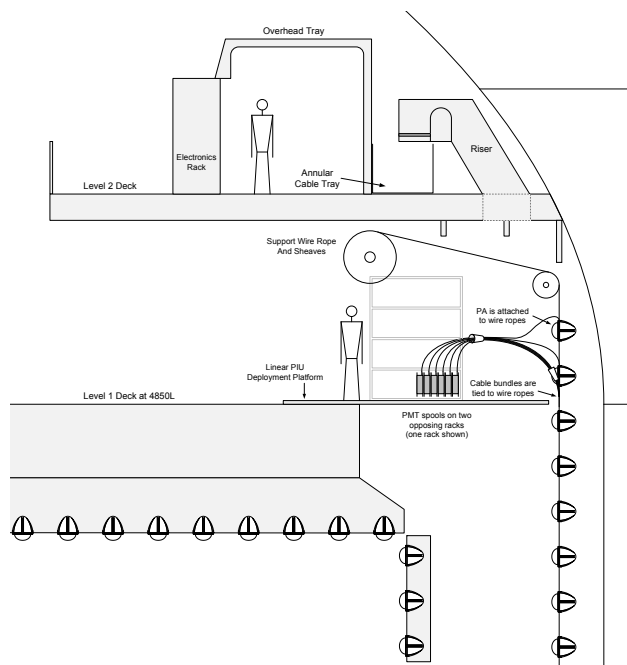 Overhead Tray
Electronics
Rack
Annular
Cable Tray
Riser
Level 2 Deck
Support Wire Rope
And Sheaves
PA is attached
to wire ropes
Linear PIU
Deployment Platform
Level 1 Deck at 4850L
Cable bundles are
tied to wire ropes
PMT spools on two
opposing racks
(one rack shown)